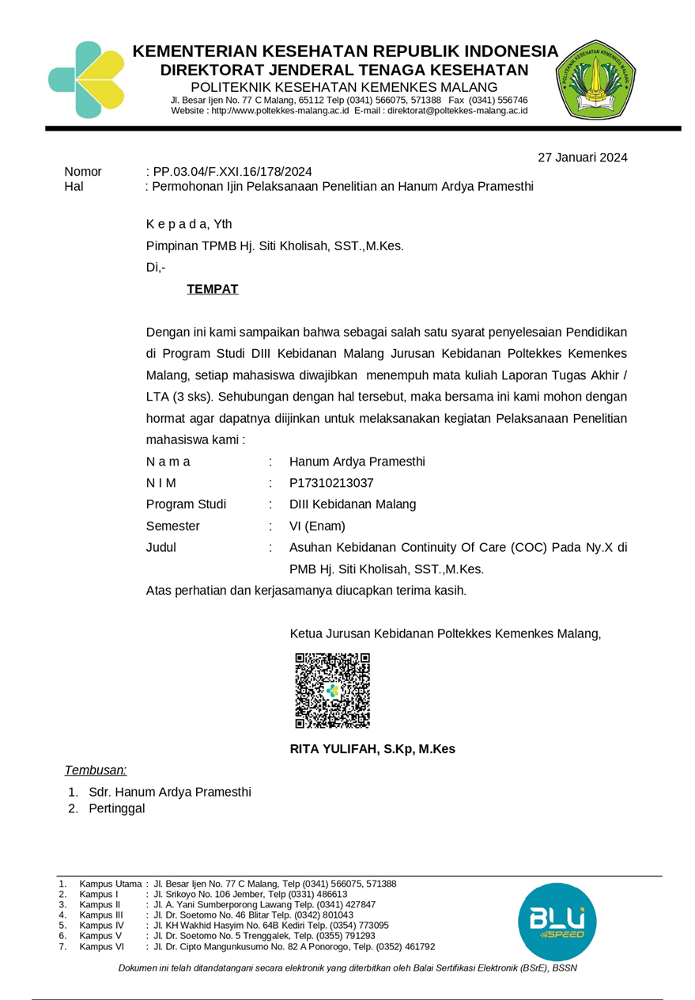 KEMENTERIAN KESEHATAN REPUBLIK INDONESIA
DIREKTORAT JENDERAL TENAGA KESEHATAN
POLITEKNIK KESEHATAN KEMENKES MALANG
Jl. Besar Ijen No. 77 C Malang, 65112 Telp (0341) 566075, 571388 Fax (0341) 556746
Website : http://www.poltekkes-malang.ac.id E-mail : direktorat@poltekkes-malang.ac.id
POLITEKNIK KESEHATAN KEMENKES MALANG
27 Januari 2024
Nomor : PP.03.04/F.XXI.16/178/2024
Hal : Permohonan Ijin Pelaksanaan Penelitian an Hanum Ardya Pramesthi
K e p a d a, Yth
Pimpinan TPMB Hj. Siti Kholisah, SST.,M.Kes.
Di,-
TEMPAT
Dengan ini kami sampaikan bahwa sebagai salah satu syarat penyelesaian Pendidikan
di Program Studi DIII Kebidanan Malang Jurusan Kebidanan Poltekkes Kemenkes
Malang, setiap mahasiswa diwajibkan menempuh mata kuliah Laporan Tugas Akhir /
LTA (3 sks). Sehubungan dengan hal tersebut, maka bersama ini kami mohon dengan
hormat agar dapatnya diijinkan untuk melaksanakan kegiatan Pelaksanaan Penelitian
mahasiswa kami :
N a m a : Hanum Ardya Pramesthi
N I M : P17310213037
Program Studi : DIII Kebidanan Malang
Semester : VI (Enam)
Judul : Asuhan Kebidanan Continuity Of Care (COC) Pada Ny.X di
PMB Hj. Siti Kholisah, SST.,M.Kes.
Atas perhatian dan kerjasamanya diucapkan terima kasih.
Ketua Jurusan Kebidanan Poltekkes Kemenkes Malang,
RITA YULIFAH, S.Kp, M.Kes
Tembusan:
1. Sdr. Hanum Ardya Pramesthi
2. Pertinggal
1. Kampus Utama : Jl. Besar Ijen No. 77 C Malang, Telp (0341) 566075, 571388
2. Kampus I : Jl. Srikoyo No. 106 Jember, Telp (0331) 486613
3. Kampus II : Jl. A. Yani Sumberporong Lawang Telp. (0341) 427847
4. Kampus III : Jl. Dr. Soetomo No. 46 Blitar Telp. (0342) 801043
5. Kampus IV : Jl. KH Wakhid Hasyim No. 64B Kediri Telp. (0354) 773095
6. Kampus V : Jl. Dr. Soetomo No. 5 Trenggalek, Telp. (0355) 791293
7. Kampus VI : Jl. Dr. Cipto Mangunkusumo No. 82 A Ponorogo, Telp. (0352) 461792
BLU
SPEED
Dokumen ini telah ditandatangani secara elektronik yang diterbitkan oleh Balai Sertifikasi Elektronik (BSrE), BSSN